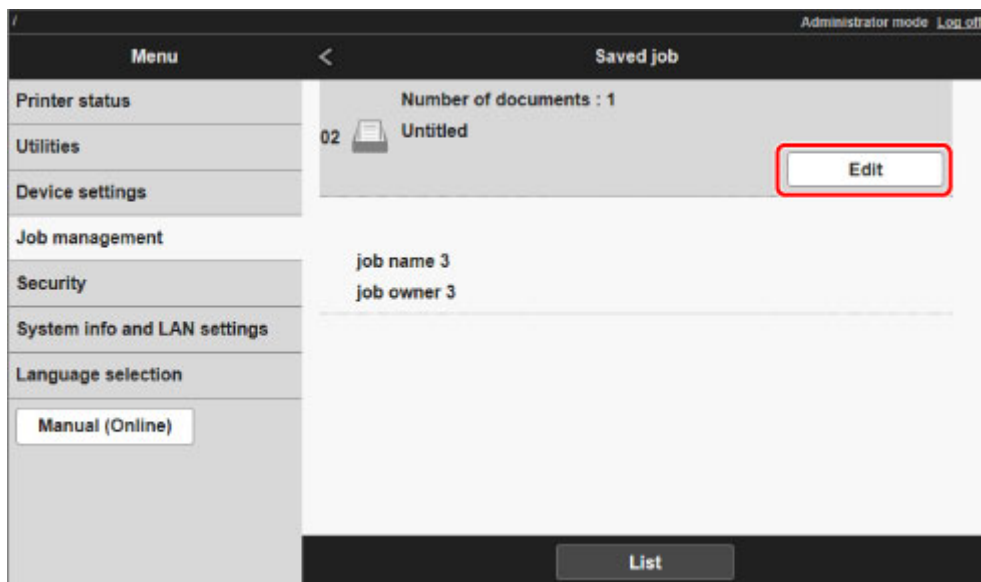 /
Administrator mode Log off
Menu
< Saved job
Printer status
Utilities
Device settings
Job management
Security
System info and LAN settings
Language selection
Manual (Online)
Number of documents : 1
02 Untitled
Edit
job name 3
job owner 3
List